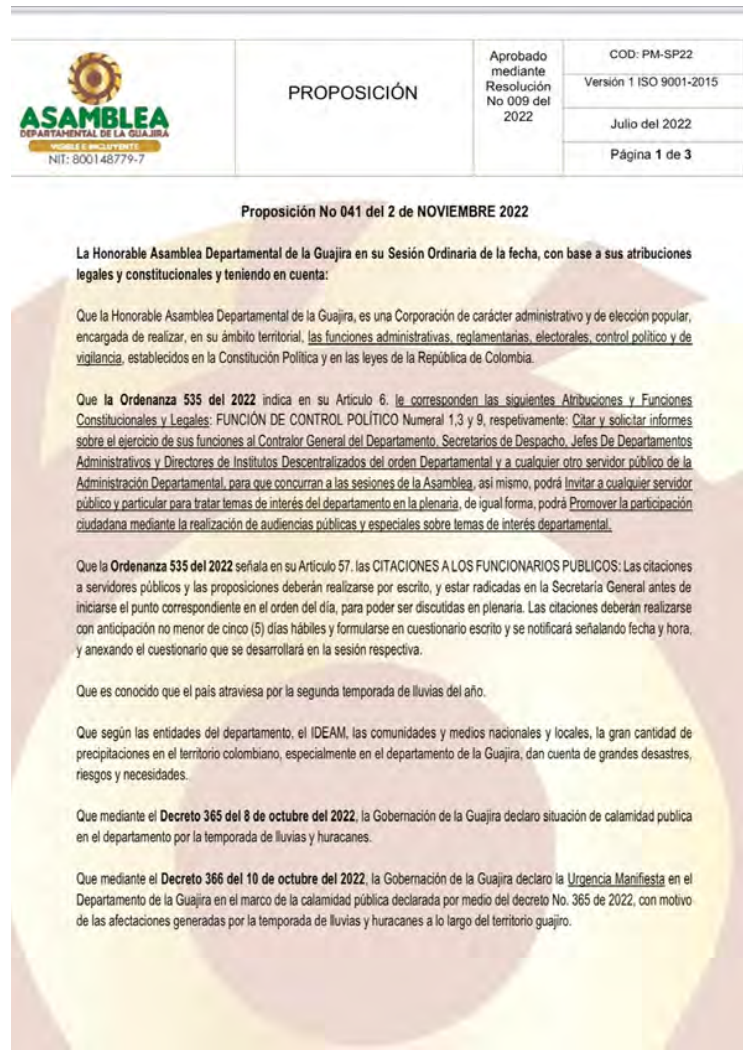 ASAMBLEA
DEPARTAMENTAL DE LA GUAJIRA
VISIBLE E INCLUYENTE
NIT: 800148779-7
PROPOSICIÓN
Aprobado
mediante
Resolución
No 009 del
2022
COD: PM-SP22
Versión 1 ISO 9001-2015
Julio del 2022
Página 1 de 3
Proposición No 041 del 2 de NOVIEMBRE 2022
La Honorable Asamblea Departamental de la Guajira en su Sesión Ordinaria de la fecha, con base a sus atribuciones
legales y constitucionales y teniendo en cuenta:
Que la Honorable Asamblea Departamental de la Guajira, es una Corporación de carácter administrativo y de elección popular,
encargada de realizar, en su ámbito territorial, las funciones administrativas, reglamentarias, electorales, control político y de
vigilancia, establecidos en la Constitución Política y en las leyes de la República de Colombia.
Que la Ordenanza 535 del 2022 indica en su Articulo 6. le corresponden las siguientes Atribuciones y Funciones
Constitucionales y Legales: FUNCIÓN DE CONTROL POLÍTICO Numeral 1,3 y 9, respetivamente: Citar y solicitar informes
sobre el ejercicio de sus funciones al Contralor General del Departamento, Secretarios de Despacho, Jefes De Departamentos
Administrativos y Directores de Institutos Descentralizados del orden Departamental y a cualquier otro servidor público de la
Administración Departamental, para que concurran a las sesiones de la Asamblea, así mismo, podrá Invitar a cualquier servidor
público y particular para tratar temas de interés del departamento en la plenaria, de igual forma, podrá Promover la participación
ciudadana mediante la realización de audiencias públicas y especiales sobre temas de interés departamental.
Que la Ordenanza 535 del 2022 señala en su Articulo 57. las CITACIONES A LOS FUNCIONARIOS PUBLICOS: Las citaciones
a servidores públicos y las proposiciones deberán realizarse por escrito, y estar radicadas en la Secretaría General antes de
iniciarse el punto correspondiente en el orden del día, para poder ser discutidas en plenaria. Las citaciones deberán realizarse
con anticipación no menor de cinco (5) días hábiles y formularse en cuestionario escrito y se notificará señalando fecha y hora,
y anexando el cuestionario que se desarrollará en la sesión respectiva.
Que es conocido que el país atraviesa por la segunda temporada de lluvias del año.
Que según las entidades del departamento, el IDEAM, las comunidades y medios nacionales y locales, la gran cantidad de
precipitaciones en el territorio colombiano, especialmente en el departamento de la Guajira, dan cuenta de grandes desastres,
riesgos y necesidades.
Que mediante el Decreto 365 del 8 de octubre del 2022, la Gobernación de la Guajira declaro situación de calamidad publica
en el departamento por la temporada de lluvias y huracanes.
Que mediante el Decreto 366 del 10 de octubre del 2022, la Gobernación de la Guajira declaro la Urgencia Manifiesta en el
Departamento de la Guajira en el marco de la calamidad pública declarada por medio del decreto No. 365 de 2022, con motivo
de las afectaciones generadas por la temporada de lluvias y huracanes a lo largo del territorio guajiro.